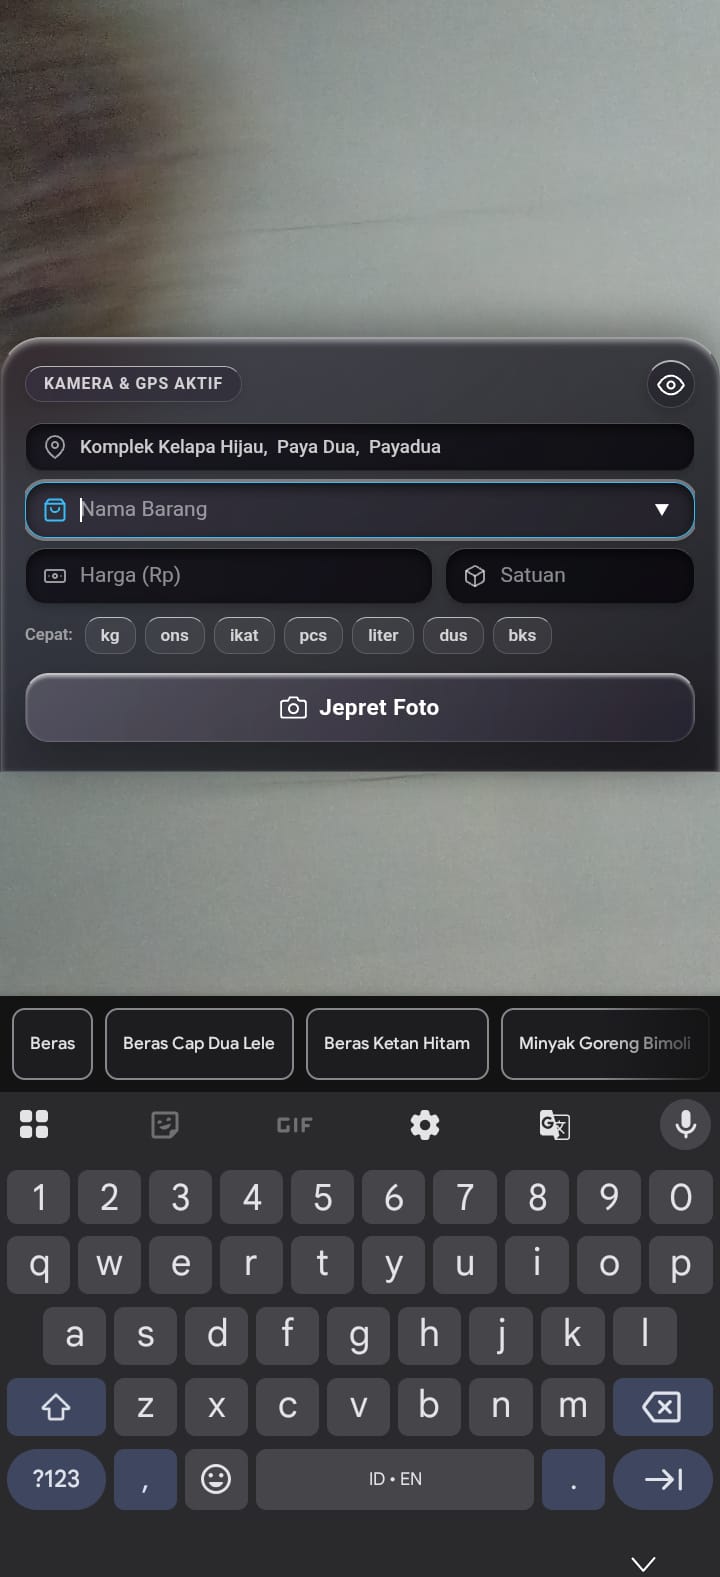 KAMERA & GPS AKTIF
Komplek Kelapa Hijau, Paya Dua, Payadua
Nama Barang
Harga (Rp) Satuan
Cepat: kg ons ikat pcs liter dus bks
Jepret Foto
Beras Beras Cap Dua Lele Beras Ketan Hitam Minyak Goreng Bimoli
GIF G文
1 2 3 4 5 6 7 8 9 0
q w e r t y u i o p
a s d f g h j k l
z x c v b n m
?123 , ID • EN .